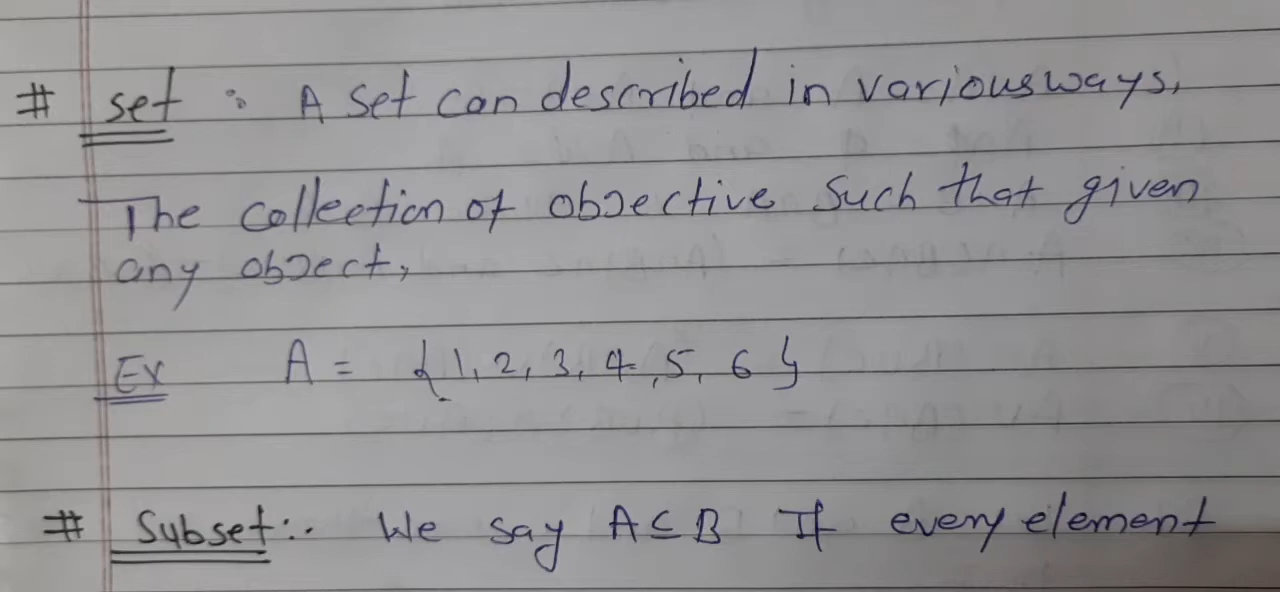 # set : A set can described in various ways,
The collection of objective such that given
any object,
Ex A = {1, 2, 3, 4, 5, 6}
# Subset :. We say A ⊆ B If every element